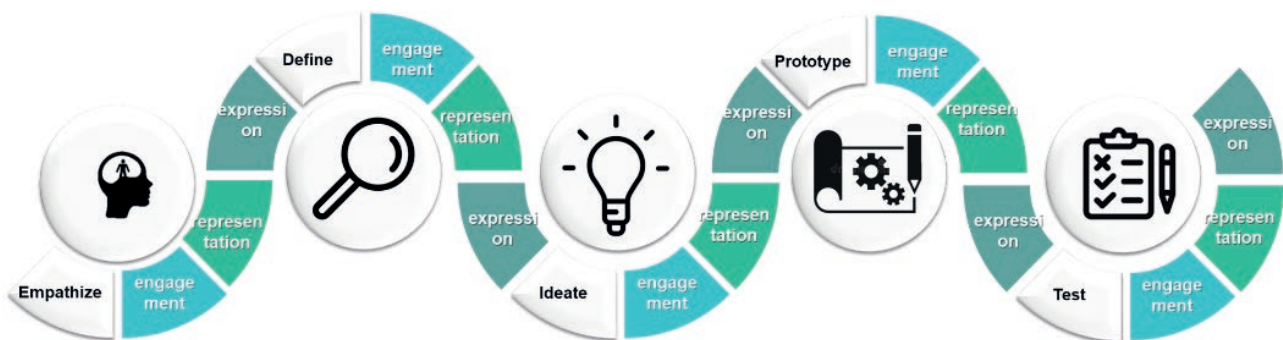 Empathize
engage
ment
represen
tation
expressi
on
Define
engage
ment
represen
tation
expressi
on
Ideate
engage
ment
represen
tation
expressi
on
Prototype
engage
ment
represen
tation
expressi
on
Test
engage
ment
represen
tation
expressi
on